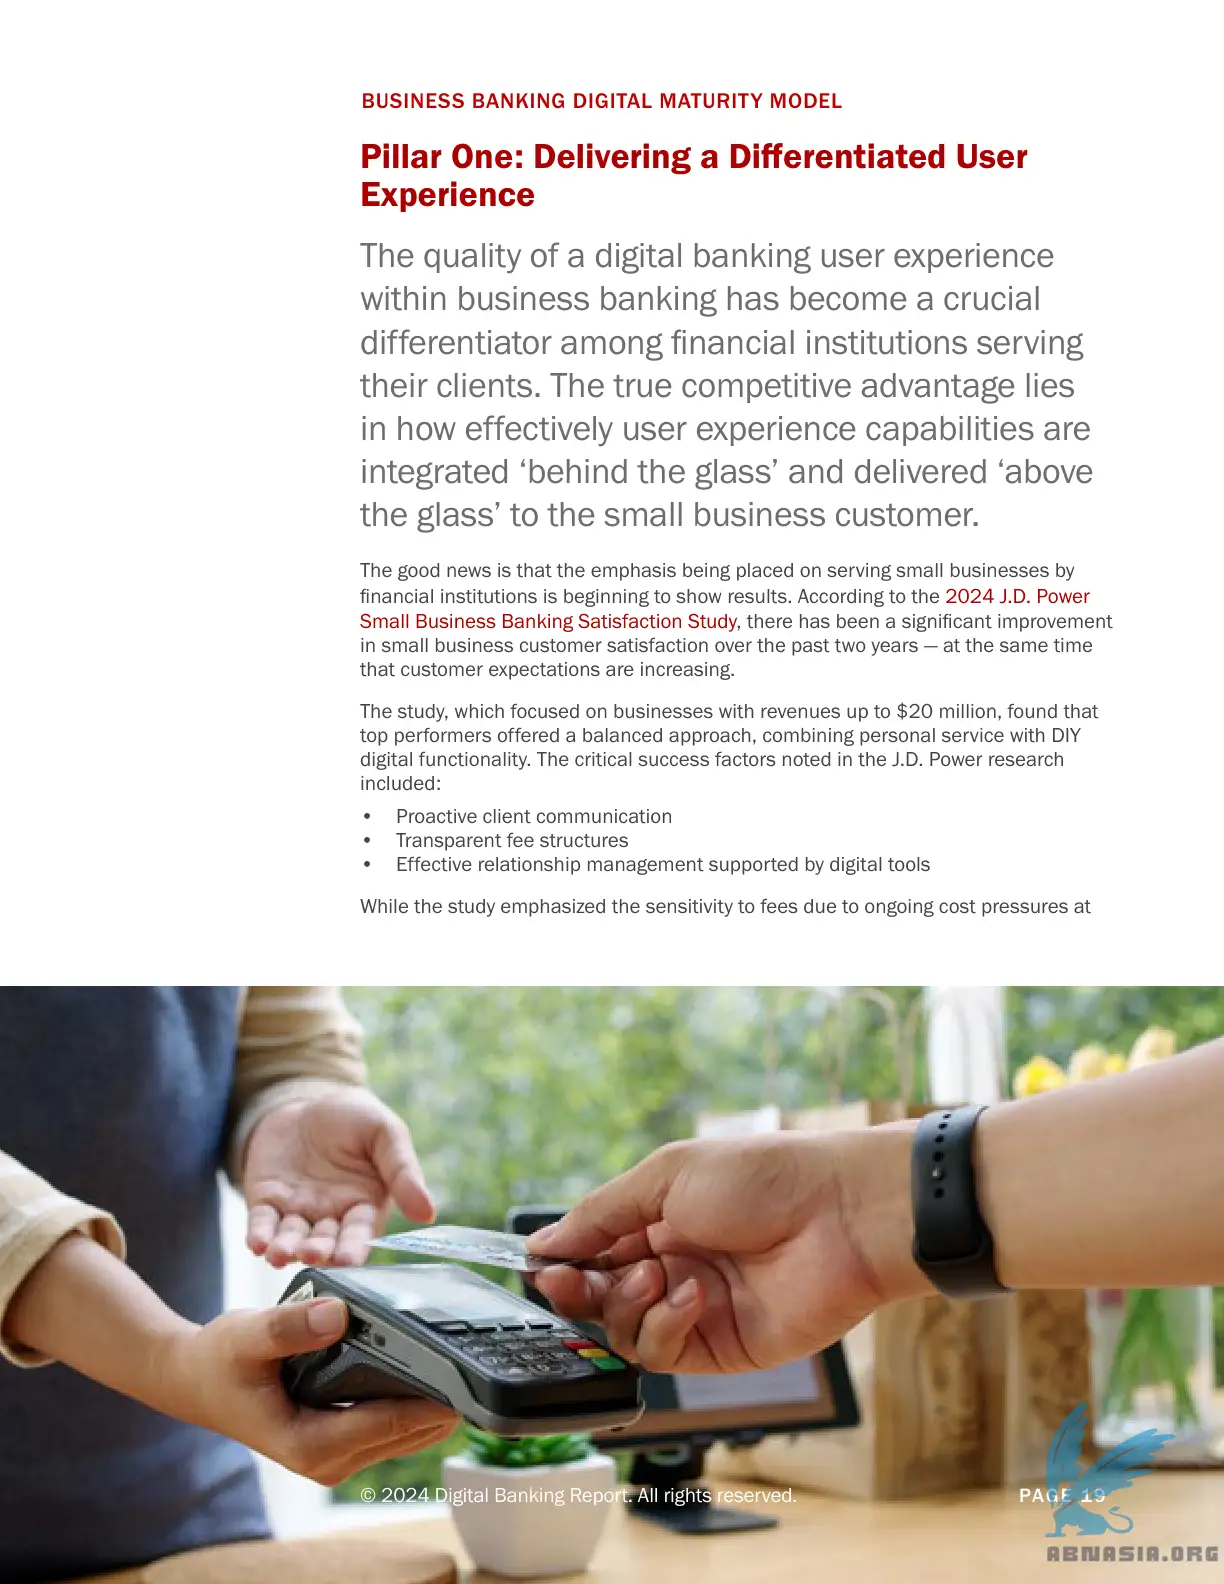 BUSINESS BANKING DIGITAL MATURITY MODEL
Pillar One: Delivering a Differentiated User
Experience
The quality of a digital banking user experience
within business banking has become a crucial
differentiator among financial institutions serving
their clients. The true competitive advantage lies
in how effectively user experience capabilities are
integrated ‘behind the glass’ and delivered ‘above
the glass’ to the small business customer.
The good news is that the emphasis being placed on serving small businesses by
financial institutions is beginning to show results. According to the 2024 J.D. Power
Small Business Banking Satisfaction Study, there has been a significant improvement
in small business customer satisfaction over the past two years — at the same time
that customer expectations are increasing.
The study, which focused on businesses with revenues up to $20 million, found that
top performers offered a balanced approach, combining personal service with DIY
digital functionality. The critical success factors noted in the J.D. Power research
included:
• Proactive client communication
• Transparent fee structures
• Effective relationship management supported by digital tools
While the study emphasized the sensitivity to fees due to ongoing cost pressures at
© 2024 Digital Banking Report. All rights reserved.
PAGE 19
ABNASIA.ORG